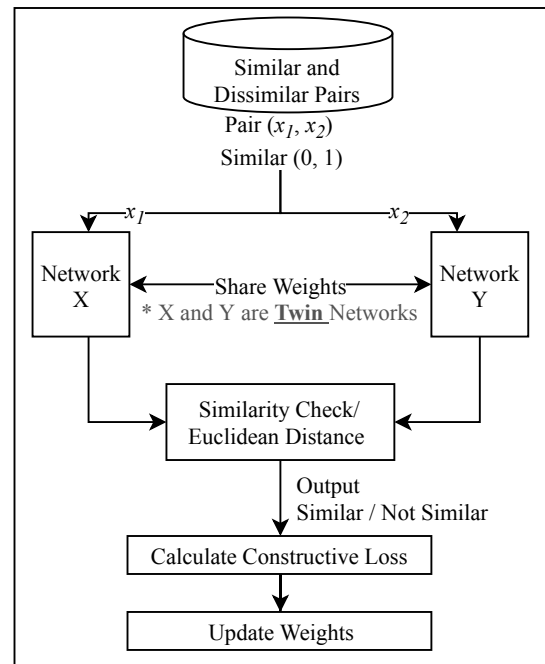 Similar and
Dissimilar Pairs
Pair (x1, x2)
Similar (0, 1)
x1
x2
Network
X
Share Weights
* X and Y are Twin Networks
Network
Y
Similarity Check/
Euclidean Distance
Output
Similar / Not Similar
Calculate Constructive Loss
Update Weights